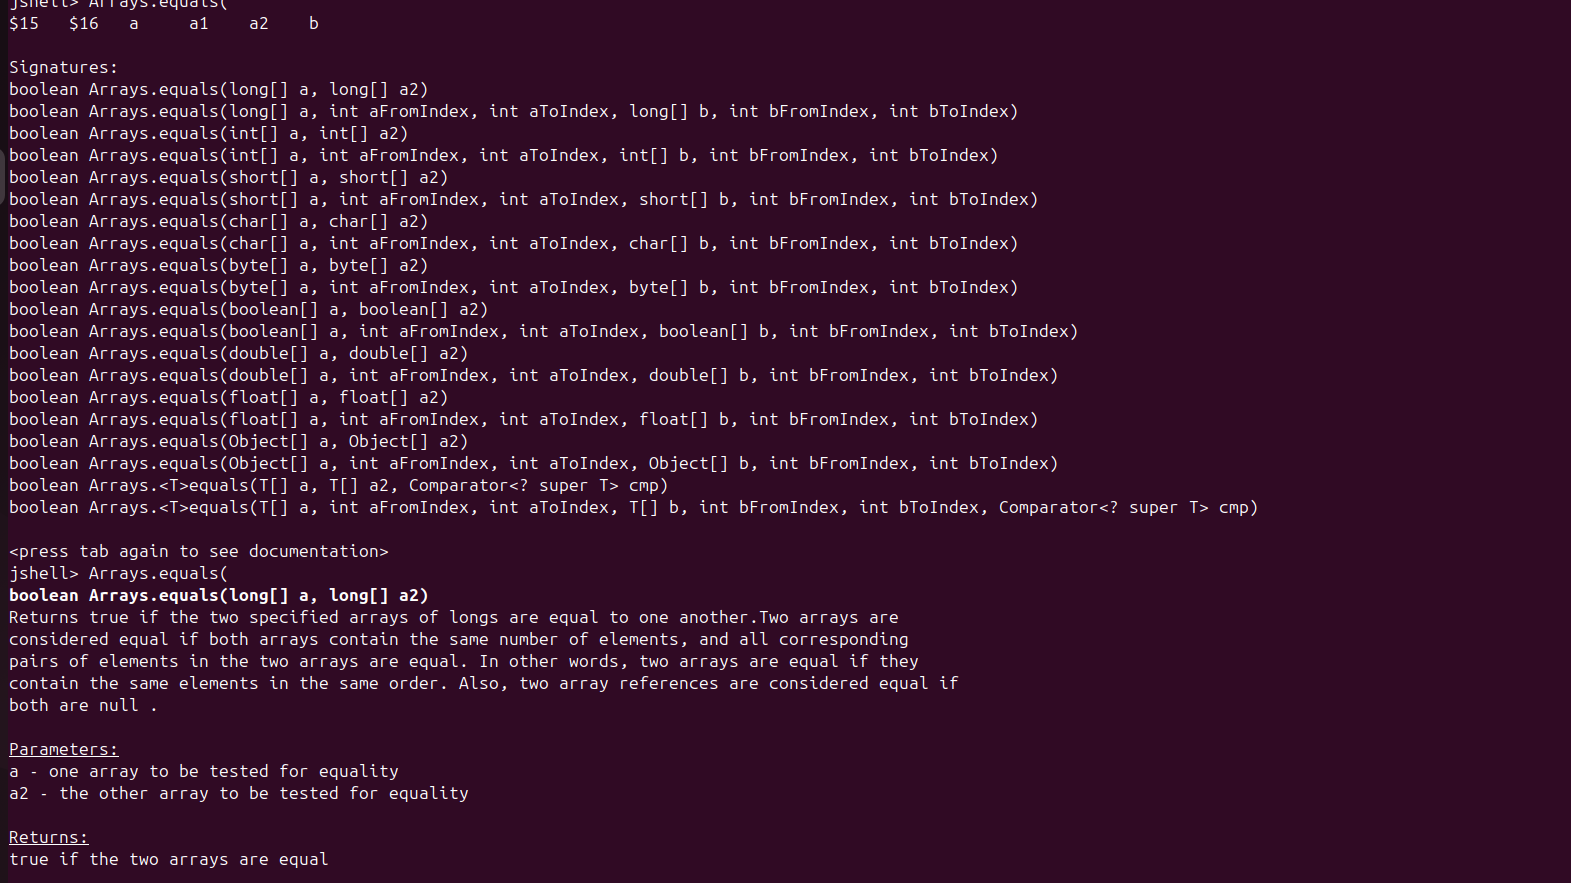 jshell> Arrays.equals(
$15   $16   a     a1    a2    b

Signatures:
boolean Arrays.equals(long[] a, long[] a2)
boolean Arrays.equals(long[] a, int aFromIndex, int aToIndex, long[] b, int bFromIndex, int bToIndex)
boolean Arrays.equals(int[] a, int[] a2)
boolean Arrays.equals(int[] a, int aFromIndex, int aToIndex, int[] b, int bFromIndex, int bToIndex)
boolean Arrays.equals(short[] a, short[] a2)
boolean Arrays.equals(short[] a, int aFromIndex, int aToIndex, short[] b, int bFromIndex, int bToIndex)
boolean Arrays.equals(char[] a, char[] a2)
boolean Arrays.equals(char[] a, int aFromIndex, int aToIndex, char[] b, int bFromIndex, int bToIndex)
boolean Arrays.equals(byte[] a, byte[] a2)
boolean Arrays.equals(byte[] a, int aFromIndex, int aToIndex, byte[] b, int bFromIndex, int bToIndex)
boolean Arrays.equals(boolean[] a, boolean[] a2)
boolean Arrays.equals(boolean[] a, int aFromIndex, int aToIndex, boolean[] b, int bFromIndex, int bToIndex)
boolean Arrays.equals(double[] a, double[] a2)
boolean Arrays.equals(double[] a, int aFromIndex, int aToIndex, double[] b, int bFromIndex, int bToIndex)
boolean Arrays.equals(float[] a, float[] a2)
boolean Arrays.equals(float[] a, int aFromIndex, int aToIndex, float[] b, int bFromIndex, int bToIndex)
boolean Arrays.equals(Object[] a, Object[] a2)
boolean Arrays.equals(Object[] a, int aFromIndex, int aToIndex, Object[] b, int bFromIndex, int bToIndex)
boolean Arrays.<T>equals(T[] a, T[] a2, Comparator<? super T> cmp)
boolean Arrays.<T>equals(T[] a, int aFromIndex, int aToIndex, T[] b, int bFromIndex, int bToIndex, Comparator<? super T> cmp)

<press tab again to see documentation>
jshell> Arrays.equals(
boolean Arrays.equals(long[] a, long[] a2)
Returns true if the two specified arrays of longs are equal to one another.Two arrays are
considered equal if both arrays contain the same number of elements, and all corresponding
pairs of elements in the two arrays are equal. In other words, two arrays are equal if they
contain the same elements in the same order. Also, two array references are considered equal if
both are null .

Parameters:
a - one array to be tested for equality
a2 - the other array to be tested for equality

Returns:
true if the two arrays are equal